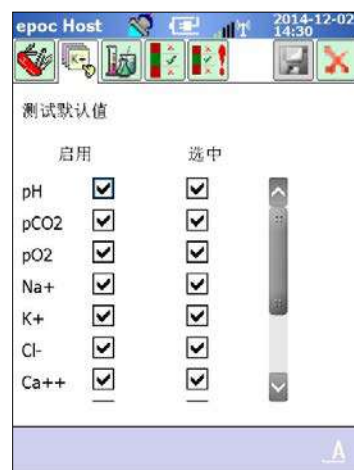 epoc Host 2014-12-02
14:30
K+
测试默认值
启用 选中
pH
pCO2
pO2
Na+
K+
Cl-
Ca++
A